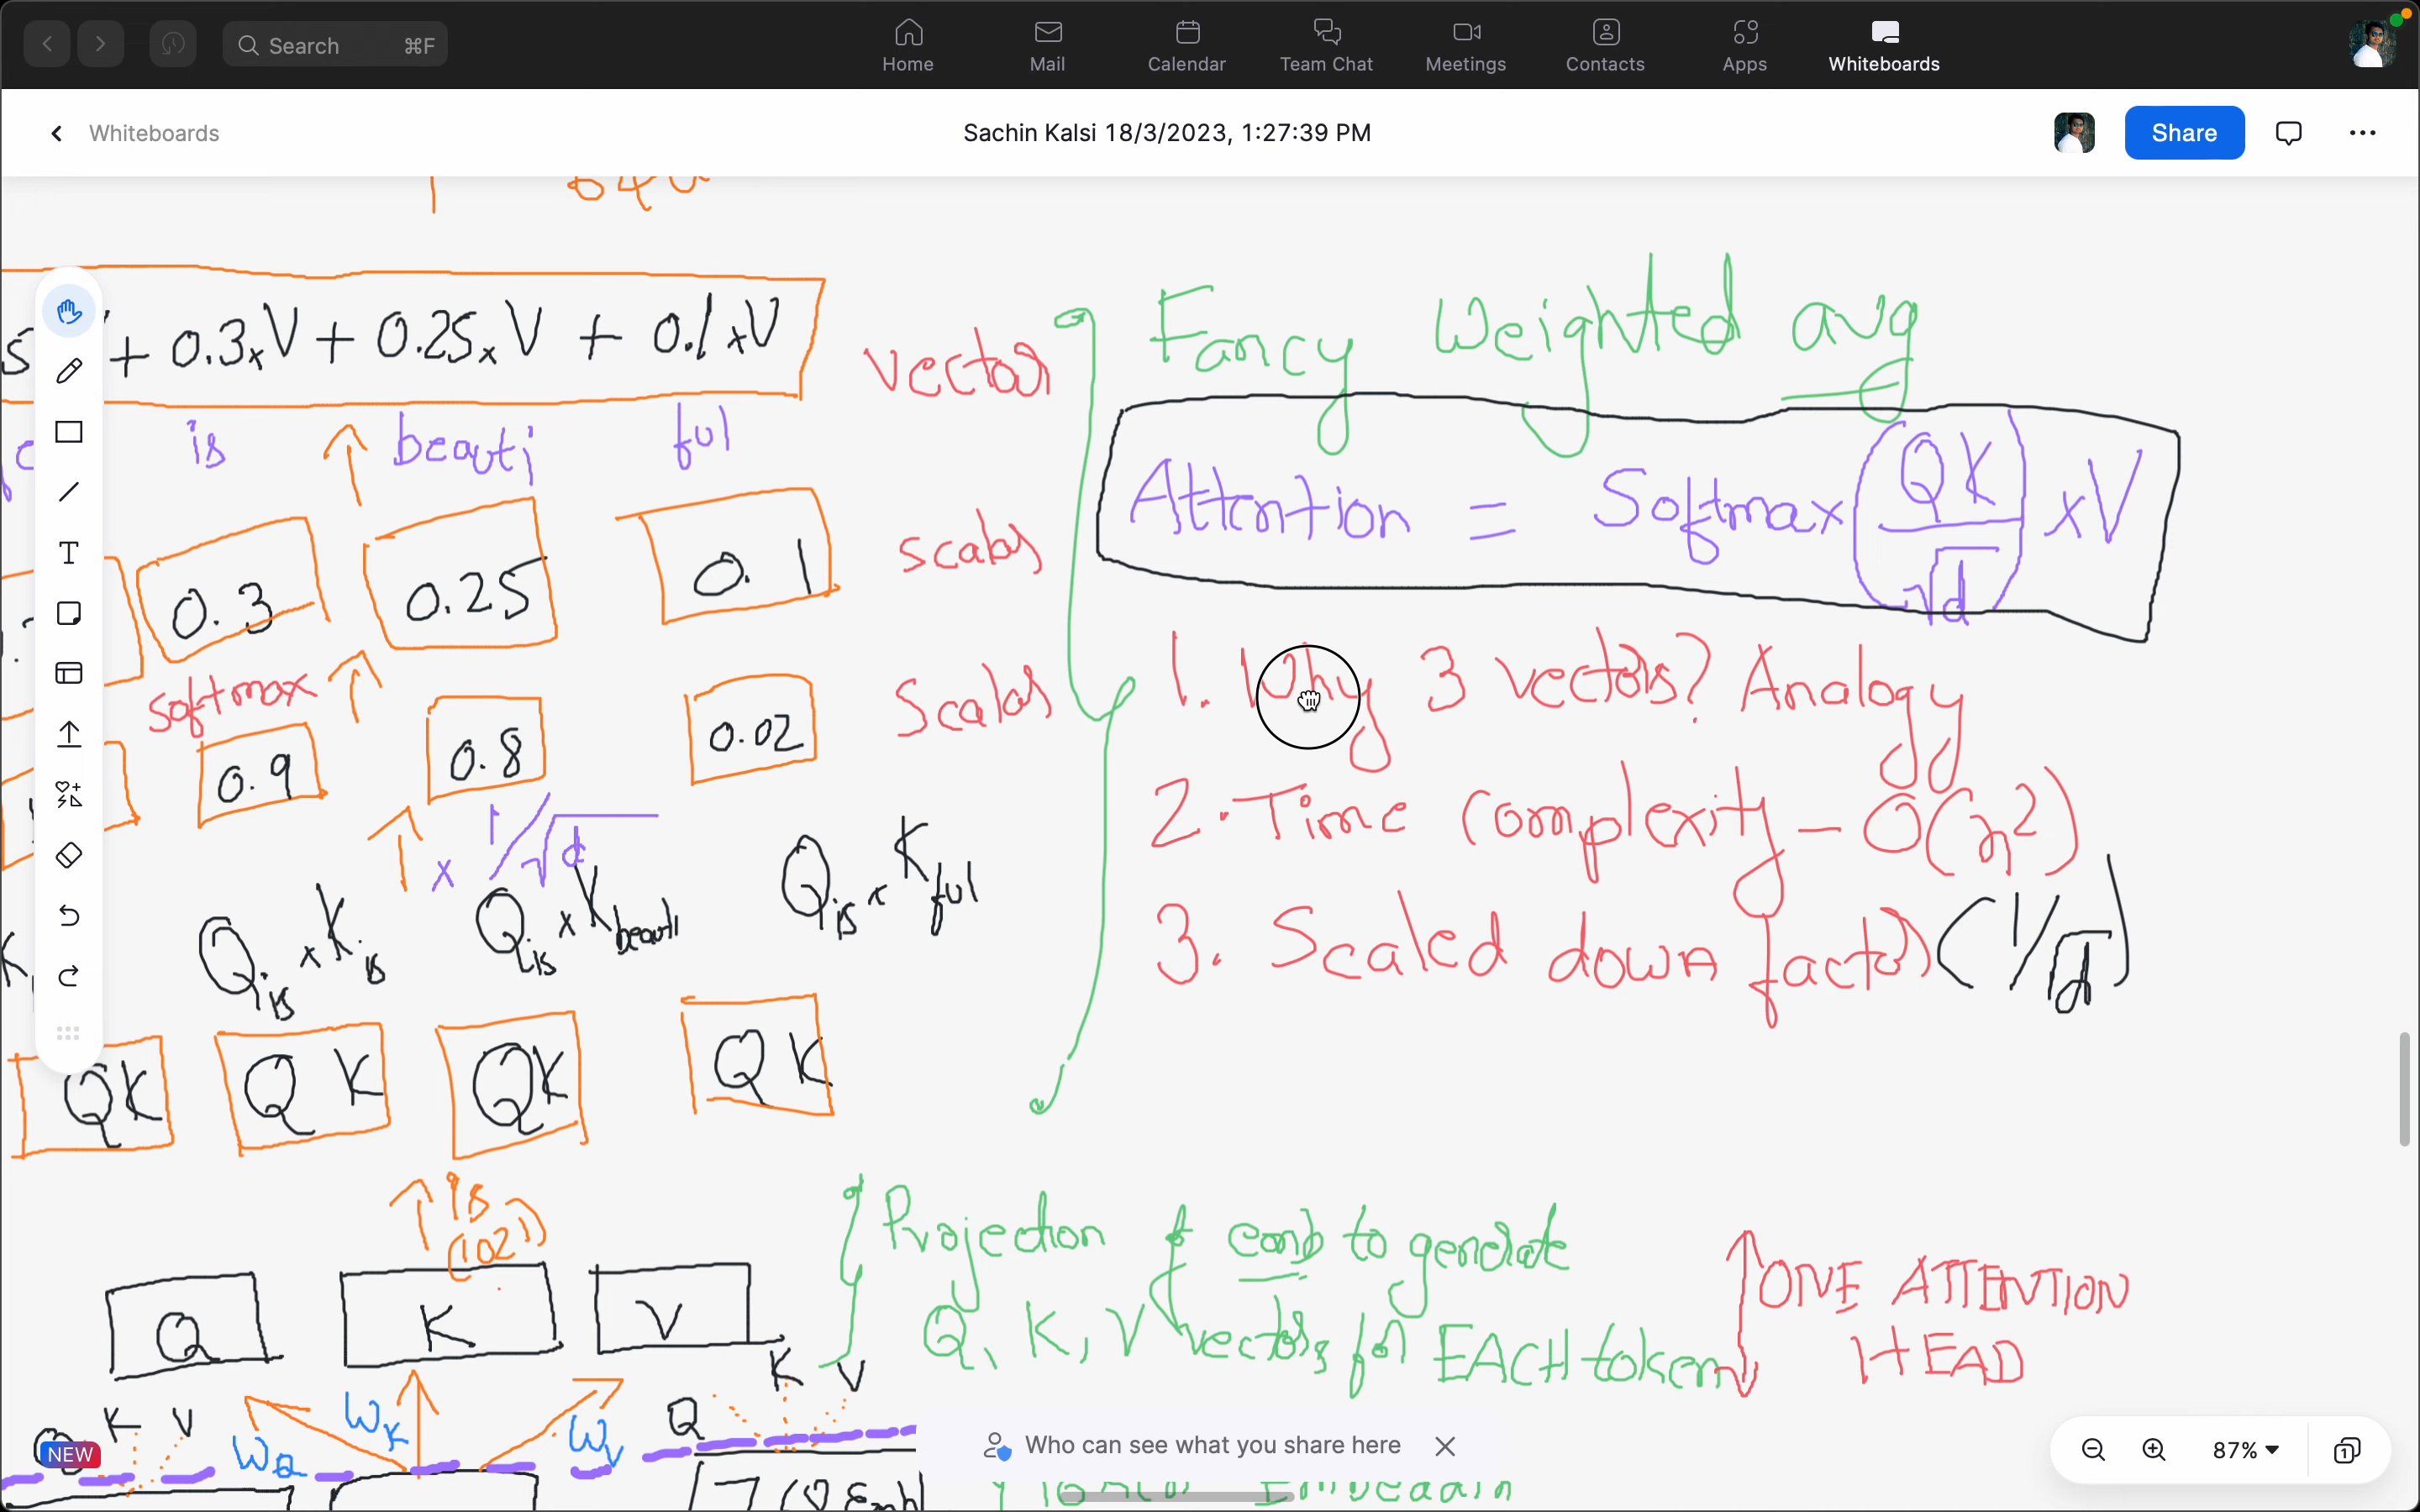 Search ⌘F
Home Mail Calendar Team Chat Meetings Contacts Apps Whiteboards
Whiteboards
Sachin Kalsi 18/3/2023, 1:27:39 PM
Share
+ 0.3xV + 0.25xV + 0.1xV
vector
Fancy Weighted avg
is beauti ful
Attention = Softmax(QK/√d) xV
0.3 0.25 0.1
scalar
softmax
scalar
0.9 0.8 0.02
1. Why 3 vectors? Analogy
2. Time Complexity - O(n²)
3. Scaled down factor (1/√d)
x 1/√d
Qis x Kis Qis x Kbeauti Qis x Kful
QK QK QK QK
Projection of emb to generate
Q, K, V vectors for EACH token
ONE ATTENTION
HEAD
is
Q K V
K V
K V WQ WK WV Q
NEW
Who can see what you share here
87%